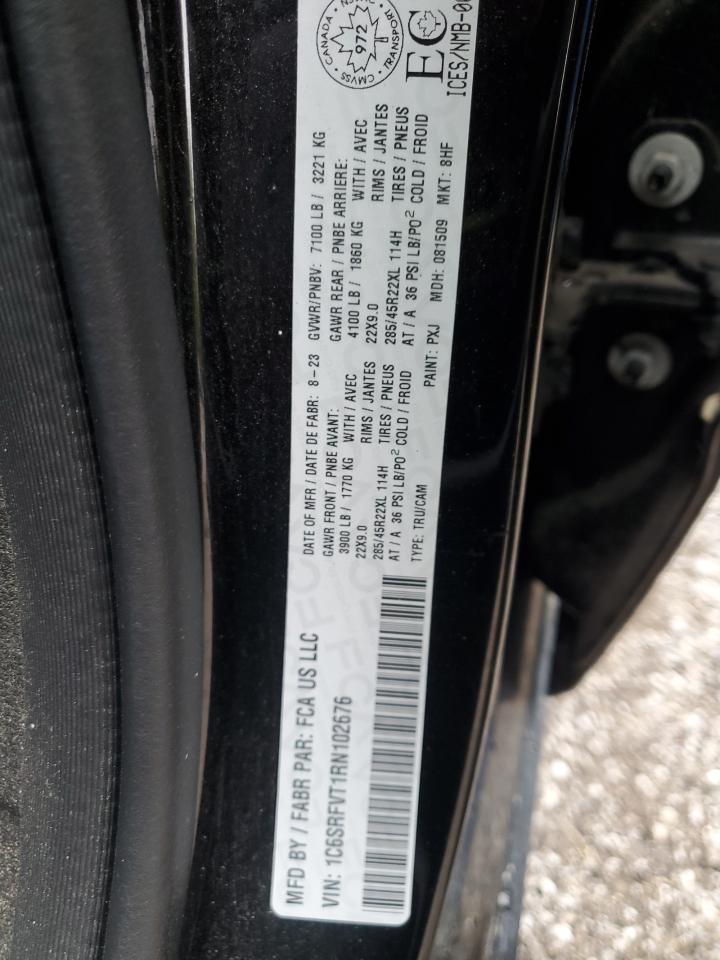 MFD BY / FABR PAR: FCA US LLC
DATE OF MFR / DATE DE FABR: 8-23 GVWR/PNBV: 7100 LB / 3221 KG
GAWR FRONT / PNBE AVANT: GAWR REAR / PNBE ARRIERE:
3900 LB / 1770 KG WITH / AVEC 4100 LB / 1860 KG WITH / AVEC
22X9.0 RIMS / JANTES 22X9.0 RIMS / JANTES
285/45R22XL 114H TIRES / PNEUS 285/45R22XL 114H TIRES / PNEUS
AT / A 36 PSI LB/PO² COLD / FROID AT / A 36 PSI LB/PO² COLD / FROID
VIN: 1C6SRFVT1RN102676
TYPE: TRU/CAM PAINT: PXJ MDH: 081509 MKT: 8HF
CANADA
972
TRANSPORT
CMVSS
EC
ICES/NMB-